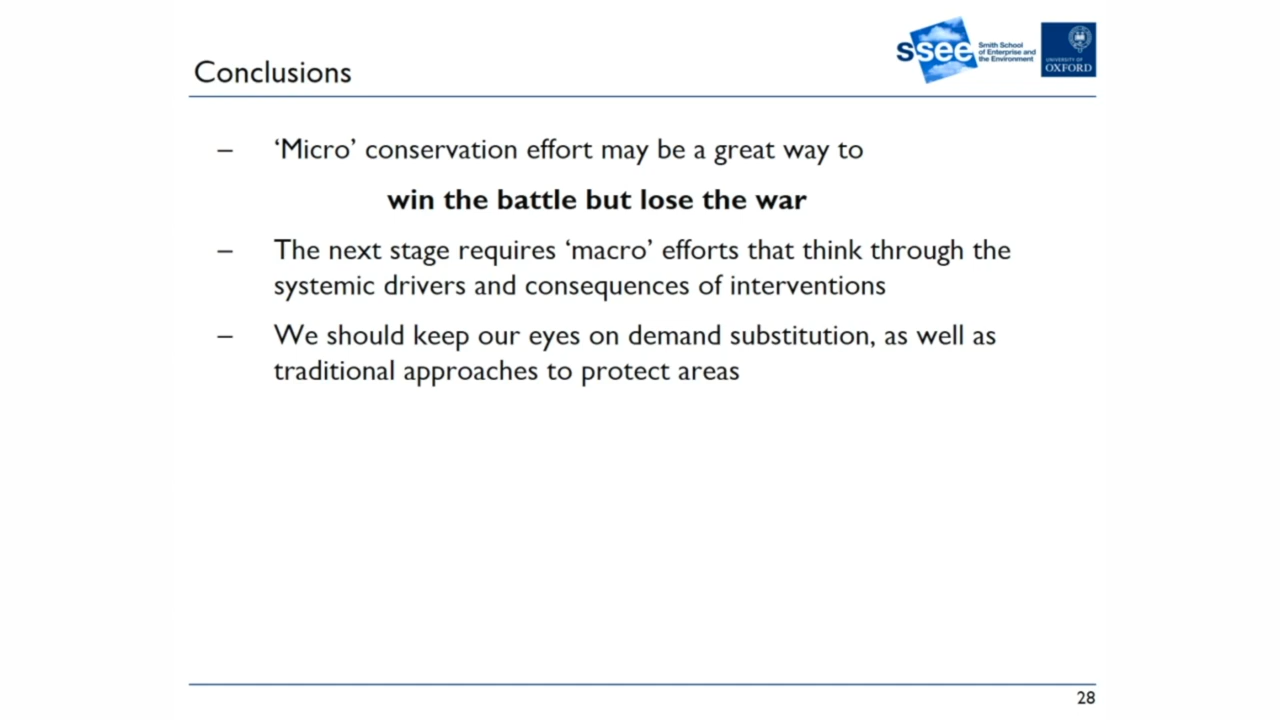 Conclusions
ssee
Smith School
of Enterprise and
the Environment
UNIVERSITY OF
OXFORD
– ‘Micro’ conservation effort may be a great way to
win the battle but lose the war
– The next stage requires ‘macro’ efforts that think through the
systemic drivers and consequences of interventions
– We should keep our eyes on demand substitution, as well as
traditional approaches to protect areas
28